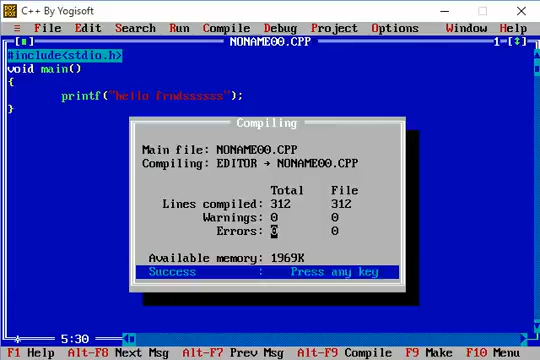 C++ By Yogisoft
≡ File Edit Search Run Compile Debug Project Options Window Help
NONAME00.CPP 1
#include<stdio.h>
void main()
{
printf("hello frndssssss");
}
Compiling
Main file: NONAME00.CPP
Compiling: EDITOR → NONAME00.CPP
Total File
Lines compiled: 312 312
Warnings: 0 0
Errors: 0 0
Available memory: 1969K
Success : Press any key
5:30
F1 Help Alt-F8 Next Msg Alt-F7 Prev Msg Alt-F9 Compile F9 Make F10 Menu